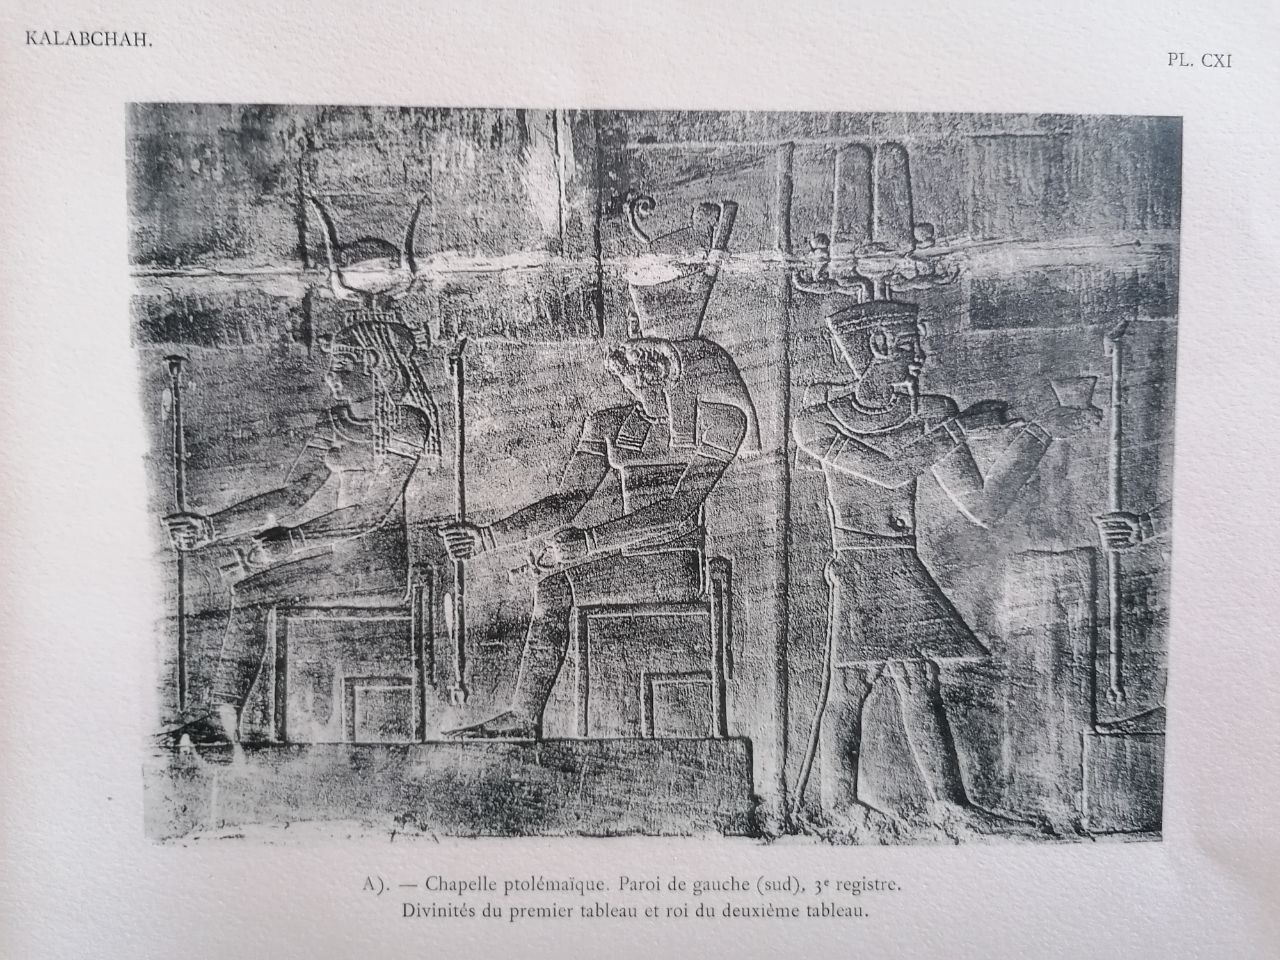 KALABCHAH.
PL. CXI
A). — Chapelle ptolémaïque. Paroi de gauche (sud), 3ᵉ registre.
Divinités du premier tableau et roi du deuxième tableau.